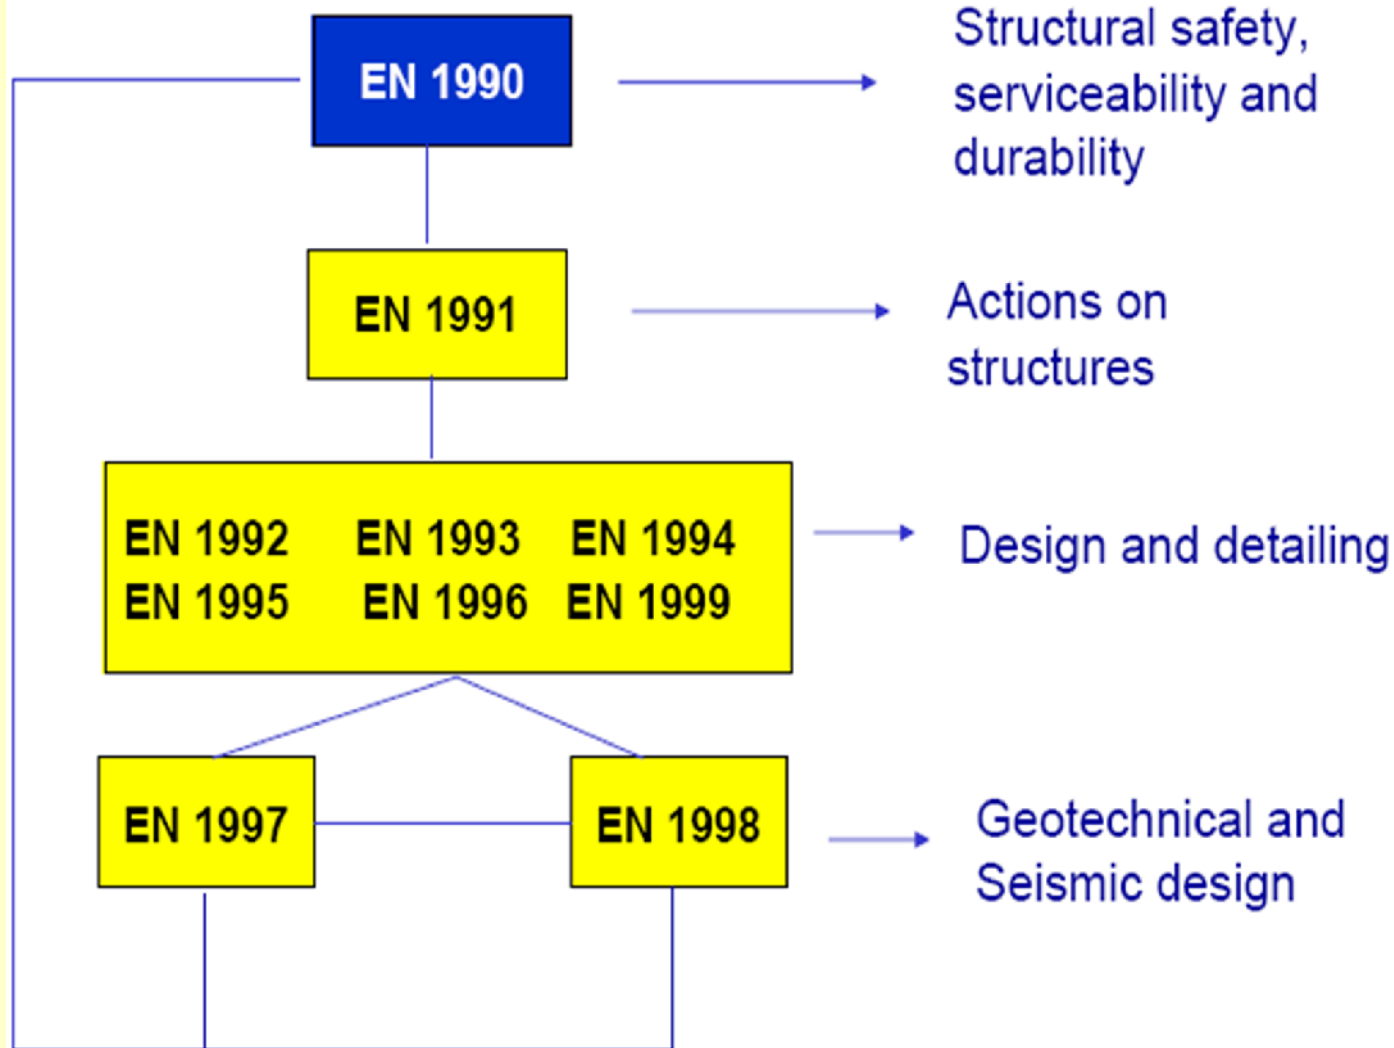 EN 1990
Structural safety,
serviceability and
durability
EN 1991
Actions on
structures
EN 1992 EN 1993 EN 1994
EN 1995 EN 1996 EN 1999
Design and detailing
EN 1997
EN 1998
Geotechnical and
Seismic design